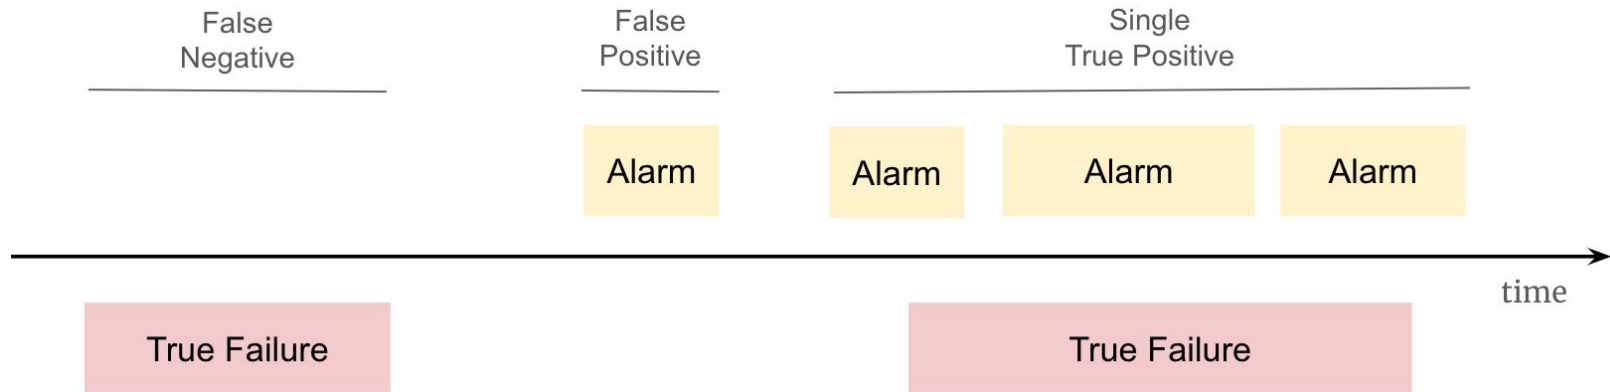 False
Negative
False
Positive
Single
True Positive
Alarm
Alarm
Alarm
Alarm
time
True Failure
True Failure